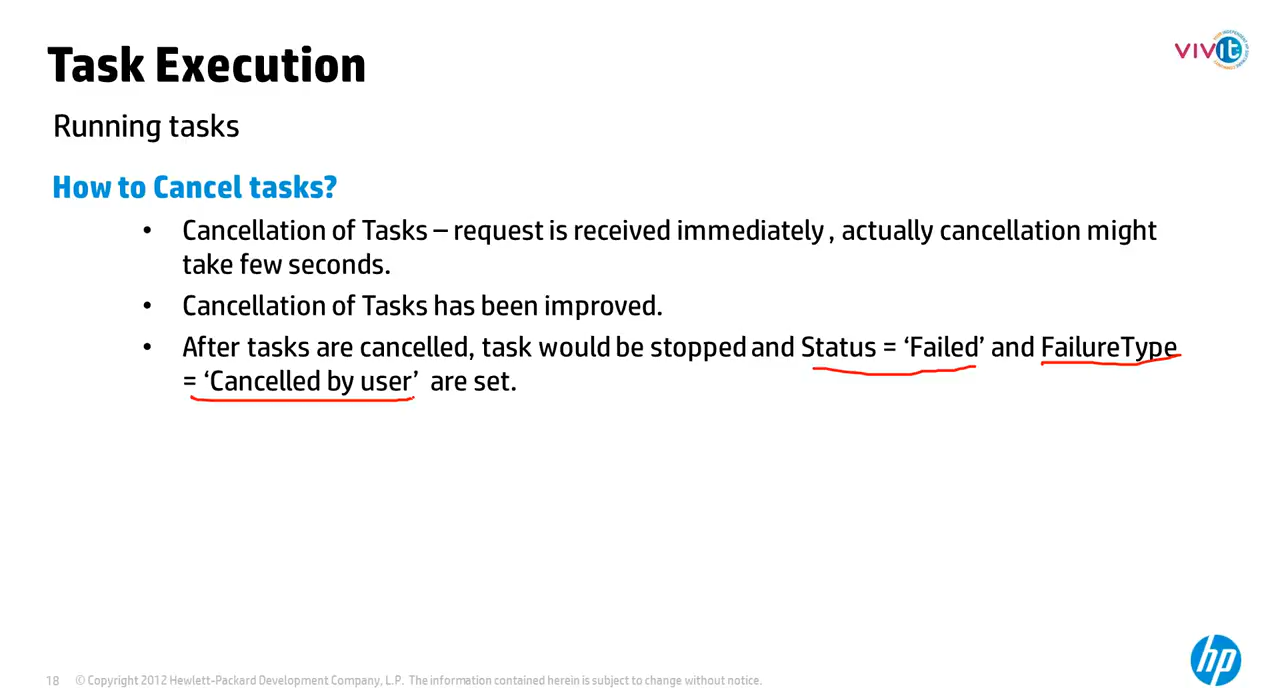 Task Execution
VIVit
Running tasks
How to Cancel tasks?
• Cancellation of Tasks – request is received immediately , actually cancellation might
take few seconds.
• Cancellation of Tasks has been improved.
• After tasks are cancelled, task would be stopped and Status = ‘Failed’ and FailureType
= ‘Cancelled by user’ are set.
hp
18 © Copyright 2012 Hewlett-Packard Development Company, L.P. The information contained herein is subject to change without notice.